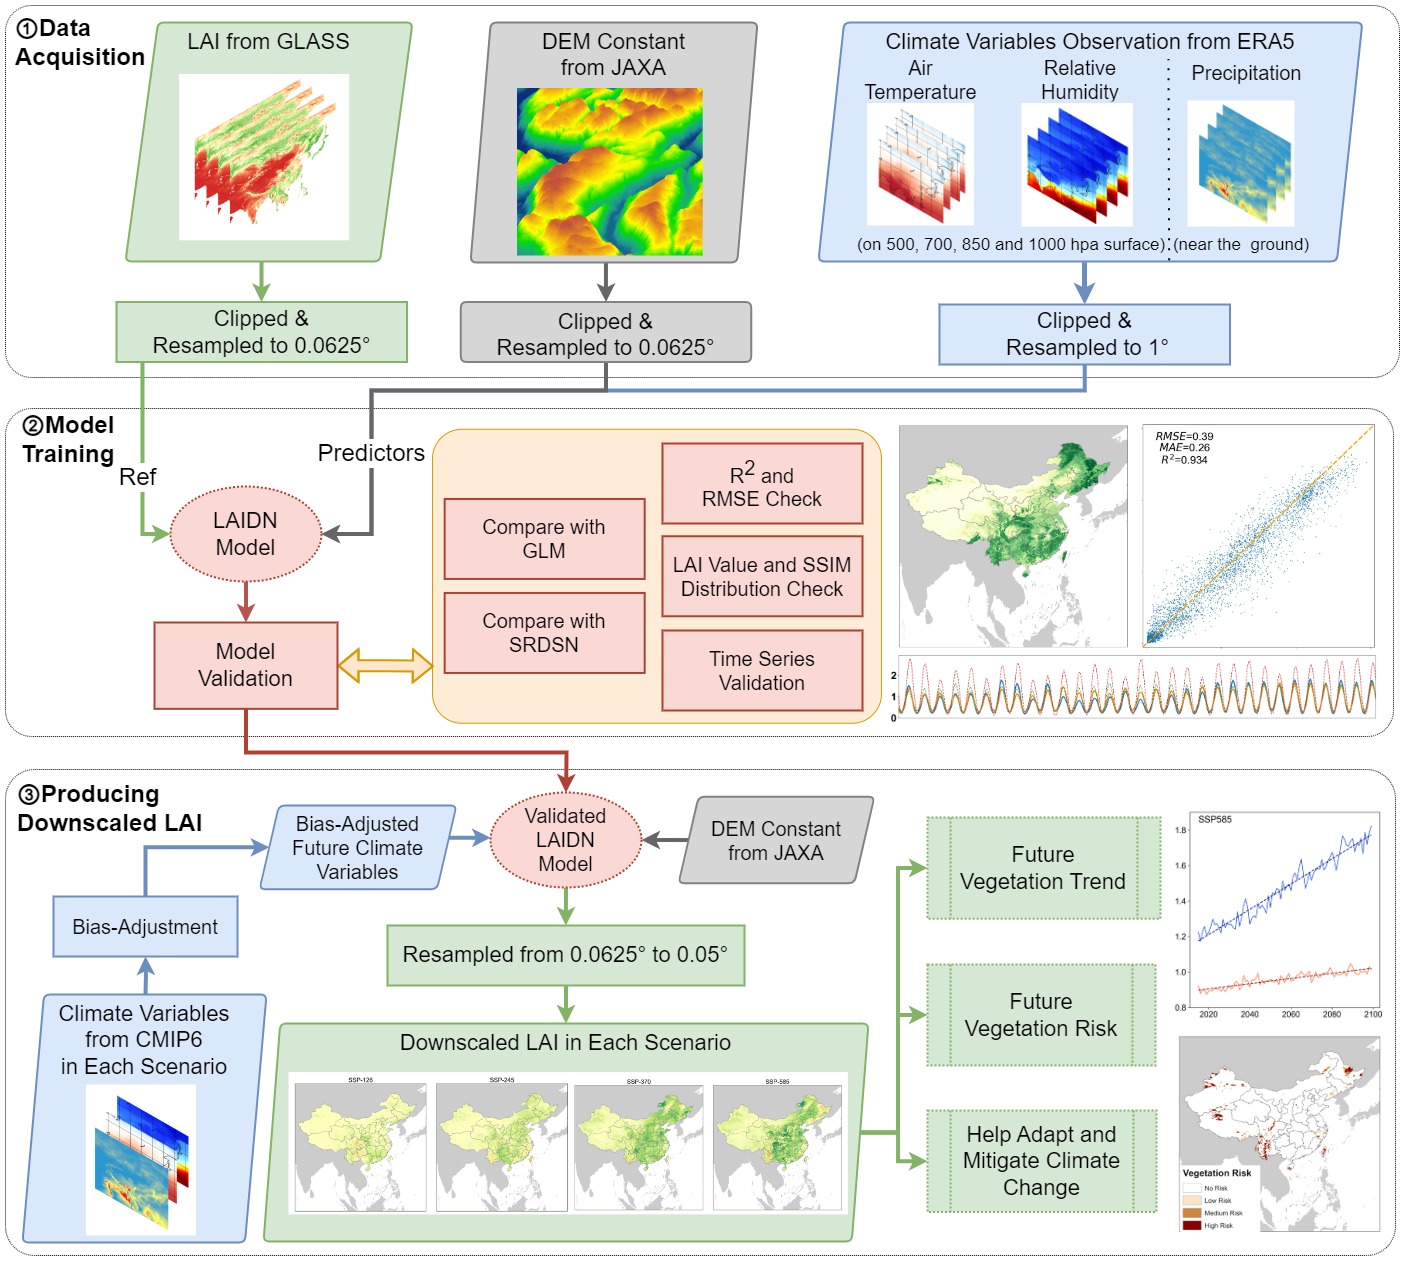 ①Data
Acquisition
LAI from GLASS
DEM Constant
from JAXA
Climate Variables Observation from ERA5
Air
Temperature
Relative
Humidity
Precipitation
(on 500, 700, 850 and 1000 hpa surface)
(near the ground)
Clipped &
Resampled to 0.0625°
Clipped &
Resampled to 0.0625°
Clipped &
Resampled to 1°
②Model
Training
Ref
Predictors
LAIDN
Model
Model
Validation
Compare with
GLM
Compare with
SRDSN
R2 and
RMSE Check
LAI Value and SSIM
Distribution Check
Time Series
Validation
RMSE=0.39
MAE=0.26
R2=0.934
2
1
0
③Producing
Downscaled LAI
Bias-Adjusted
Future Climate
Variables
Validated
LAIDN
Model
DEM Constant
from JAXA
Bias-Adjustment
Resampled from 0.0625° to 0.05°
Climate Variables
from CMIP6
in Each Scenario
Downscaled LAI in Each Scenario
SSP-126
SSP-245
SSP-370
SSP-585
Future
Vegetation Trend
Future
Vegetation Risk
Help Adapt and
Mitigate Climate
Change
SSP585
1.8
1.6
1.4
1.2
1.0
0.8
2020 2040 2060 2080 2100
Vegetation Risk
No Risk
Low Risk
Medium Risk
High Risk